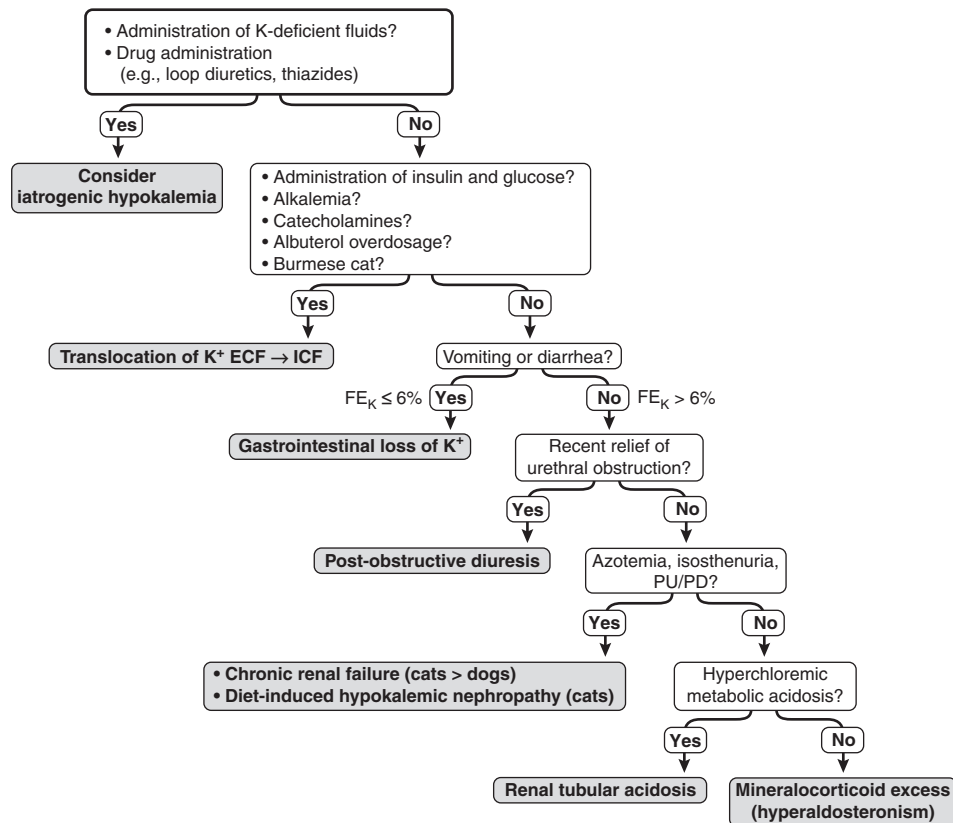 • Administration of K-deficient fluids?
• Drug administration
(e.g., loop diuretics, thiazides)
Yes
No
Consider
iatrogenic hypokalemia
• Administration of insulin and glucose?
• Alkalemia?
• Catecholamines?
• Albuterol overdosage?
• Burmese cat?
Yes
No
Translocation of K⁺ ECF → ICF
Vomiting or diarrhea?
FE_K ≤ 6% Yes
No FE_K > 6%
Gastrointestinal loss of K⁺
Recent relief of
urethral obstruction?
Yes
No
Post-obstructive diuresis
Azotemia, isosthenuria,
PU/PD?
Yes
No
• Chronic renal failure (cats > dogs)
• Diet-induced hypokalemic nephropathy (cats)
Hyperchloremic
metabolic acidosis?
Yes
No
Renal tubular acidosis
Mineralocorticoid excess
(hyperaldosteronism)